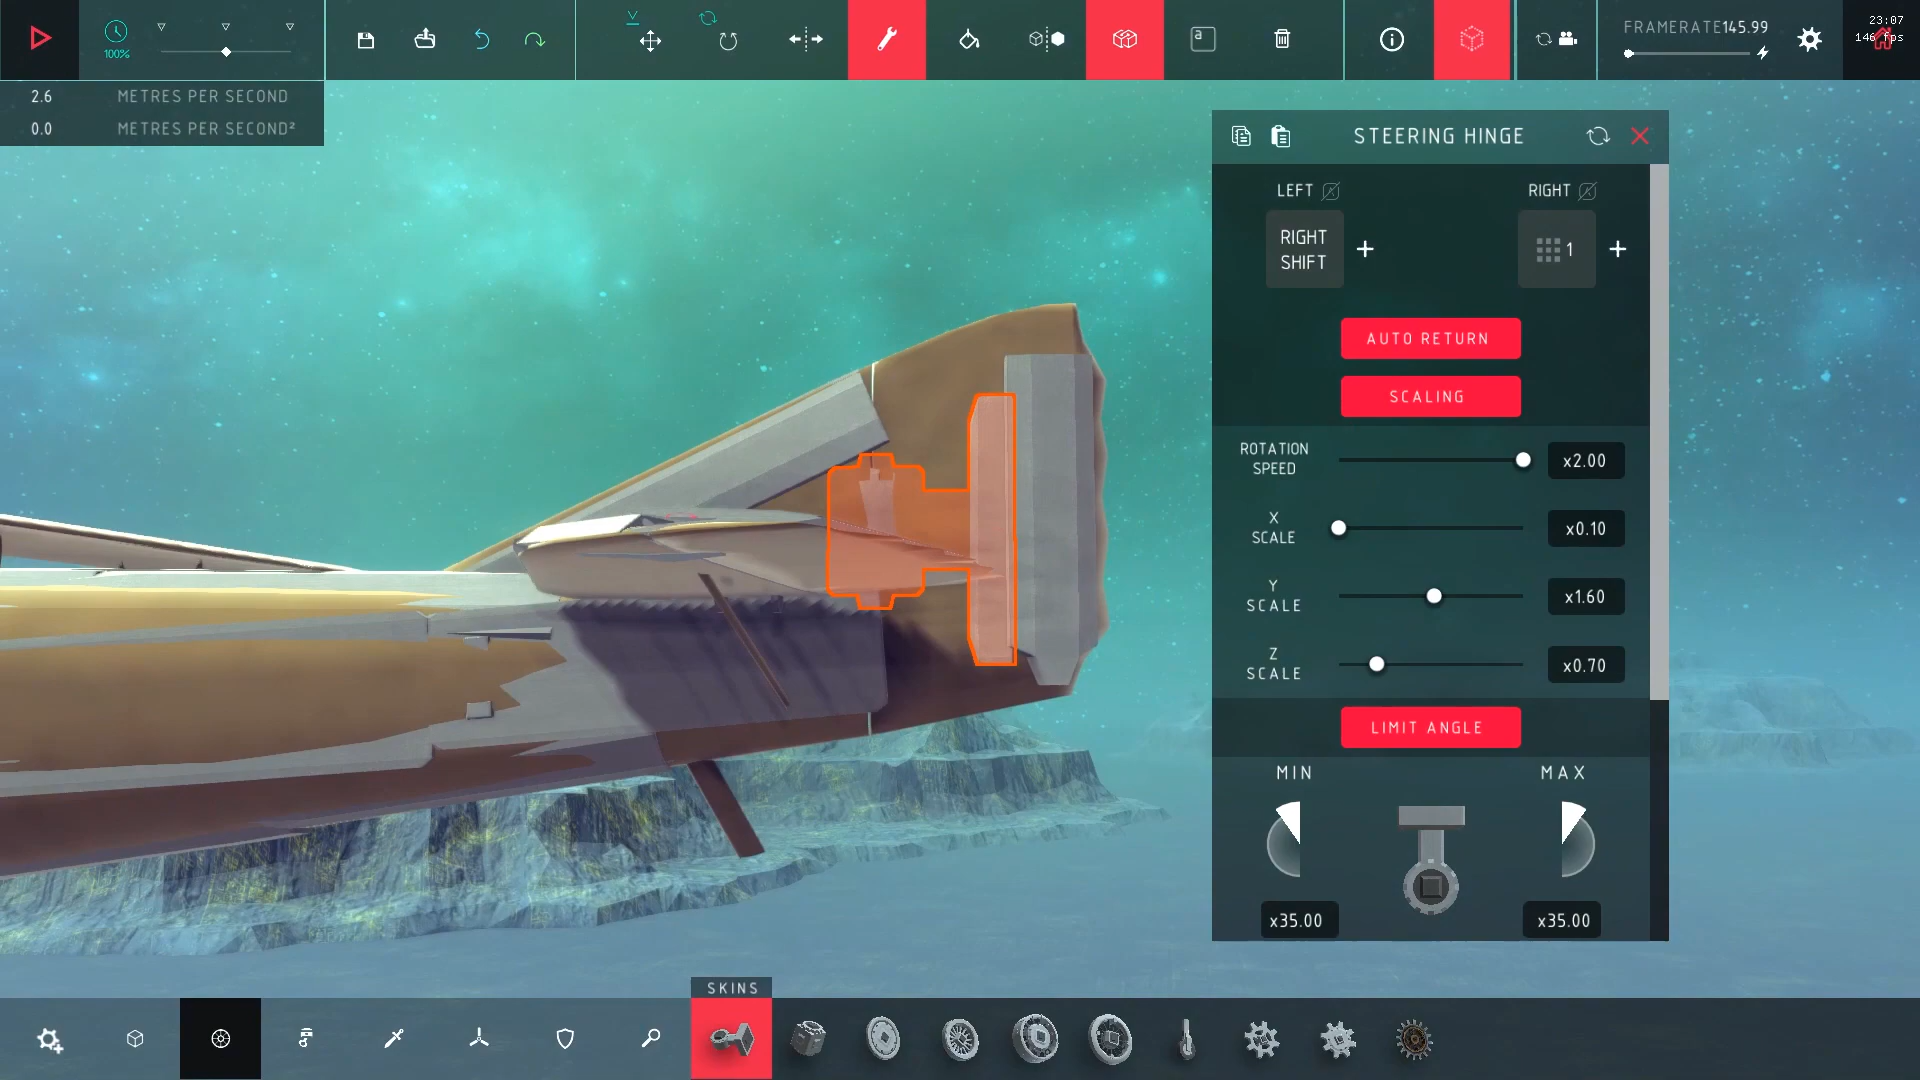 100%
FRAMERATE145.99
23:07
146 fps
2.6 METRES PER SECOND
0.0 METRES PER SECOND²
STEERING HINGE
LEFT
RIGHT
RIGHT
SHIFT
+
1
+
AUTO RETURN
SCALING
ROTATION
SPEED
x2.00
X
SCALE
x0.10
Y
SCALE
x1.60
Z
SCALE
x0.70
LIMIT ANGLE
MIN
MAX
x35.00
x35.00
SKINS